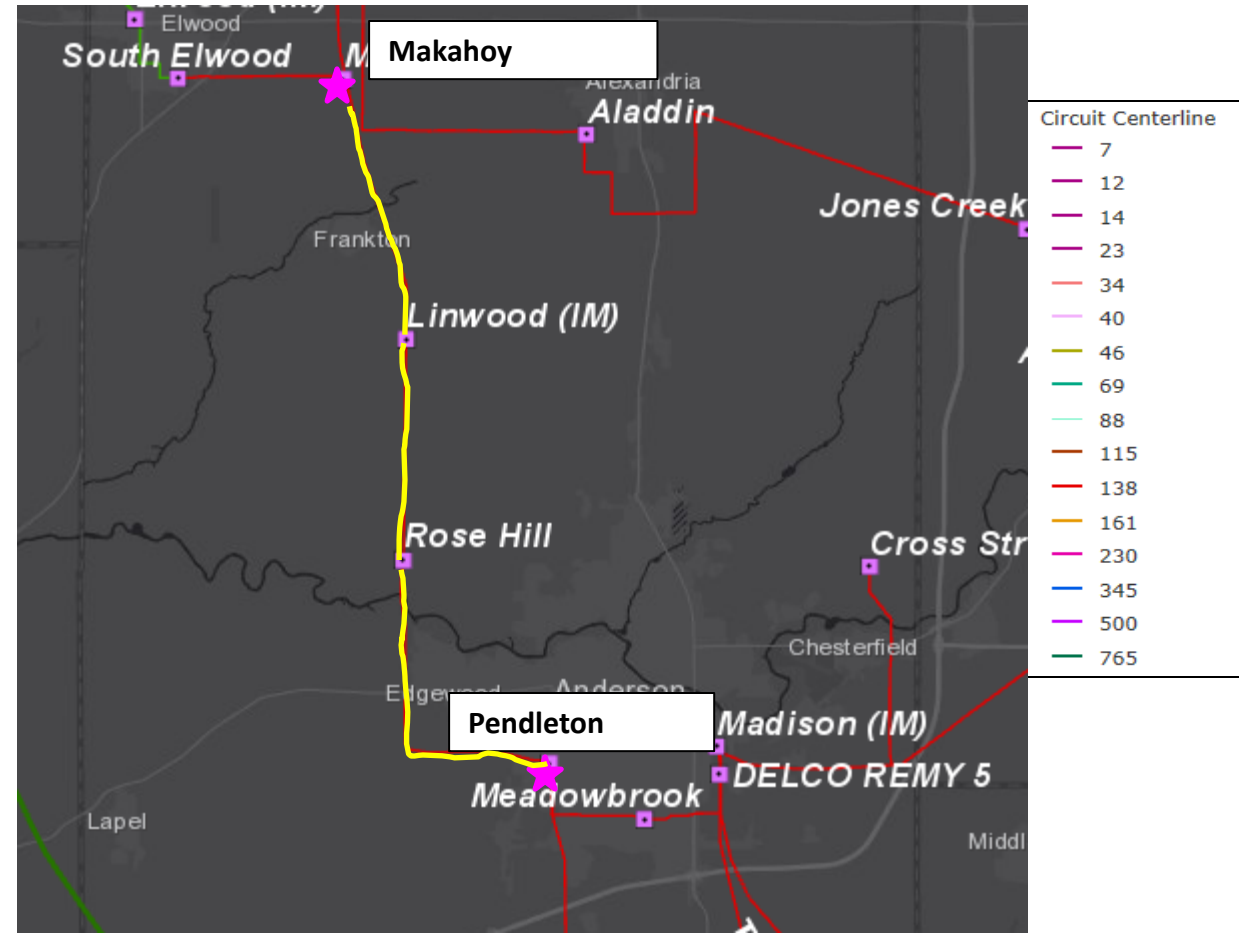 Elwood
South Elwood
M
Makahoy
Alexandria
Aladdin
Jones Creek
Frankton
Linwood (IM)
Rose Hill
Cross Str
Chesterfield
Edgewood
Anderson
Pendleton
Madison (IM)
DELCO REMY 5
Meadowbrook
Lapel
Middl
Circuit Centerline
7
12
14
23
34
40
46
69
88
115
138
161
230
345
500
765